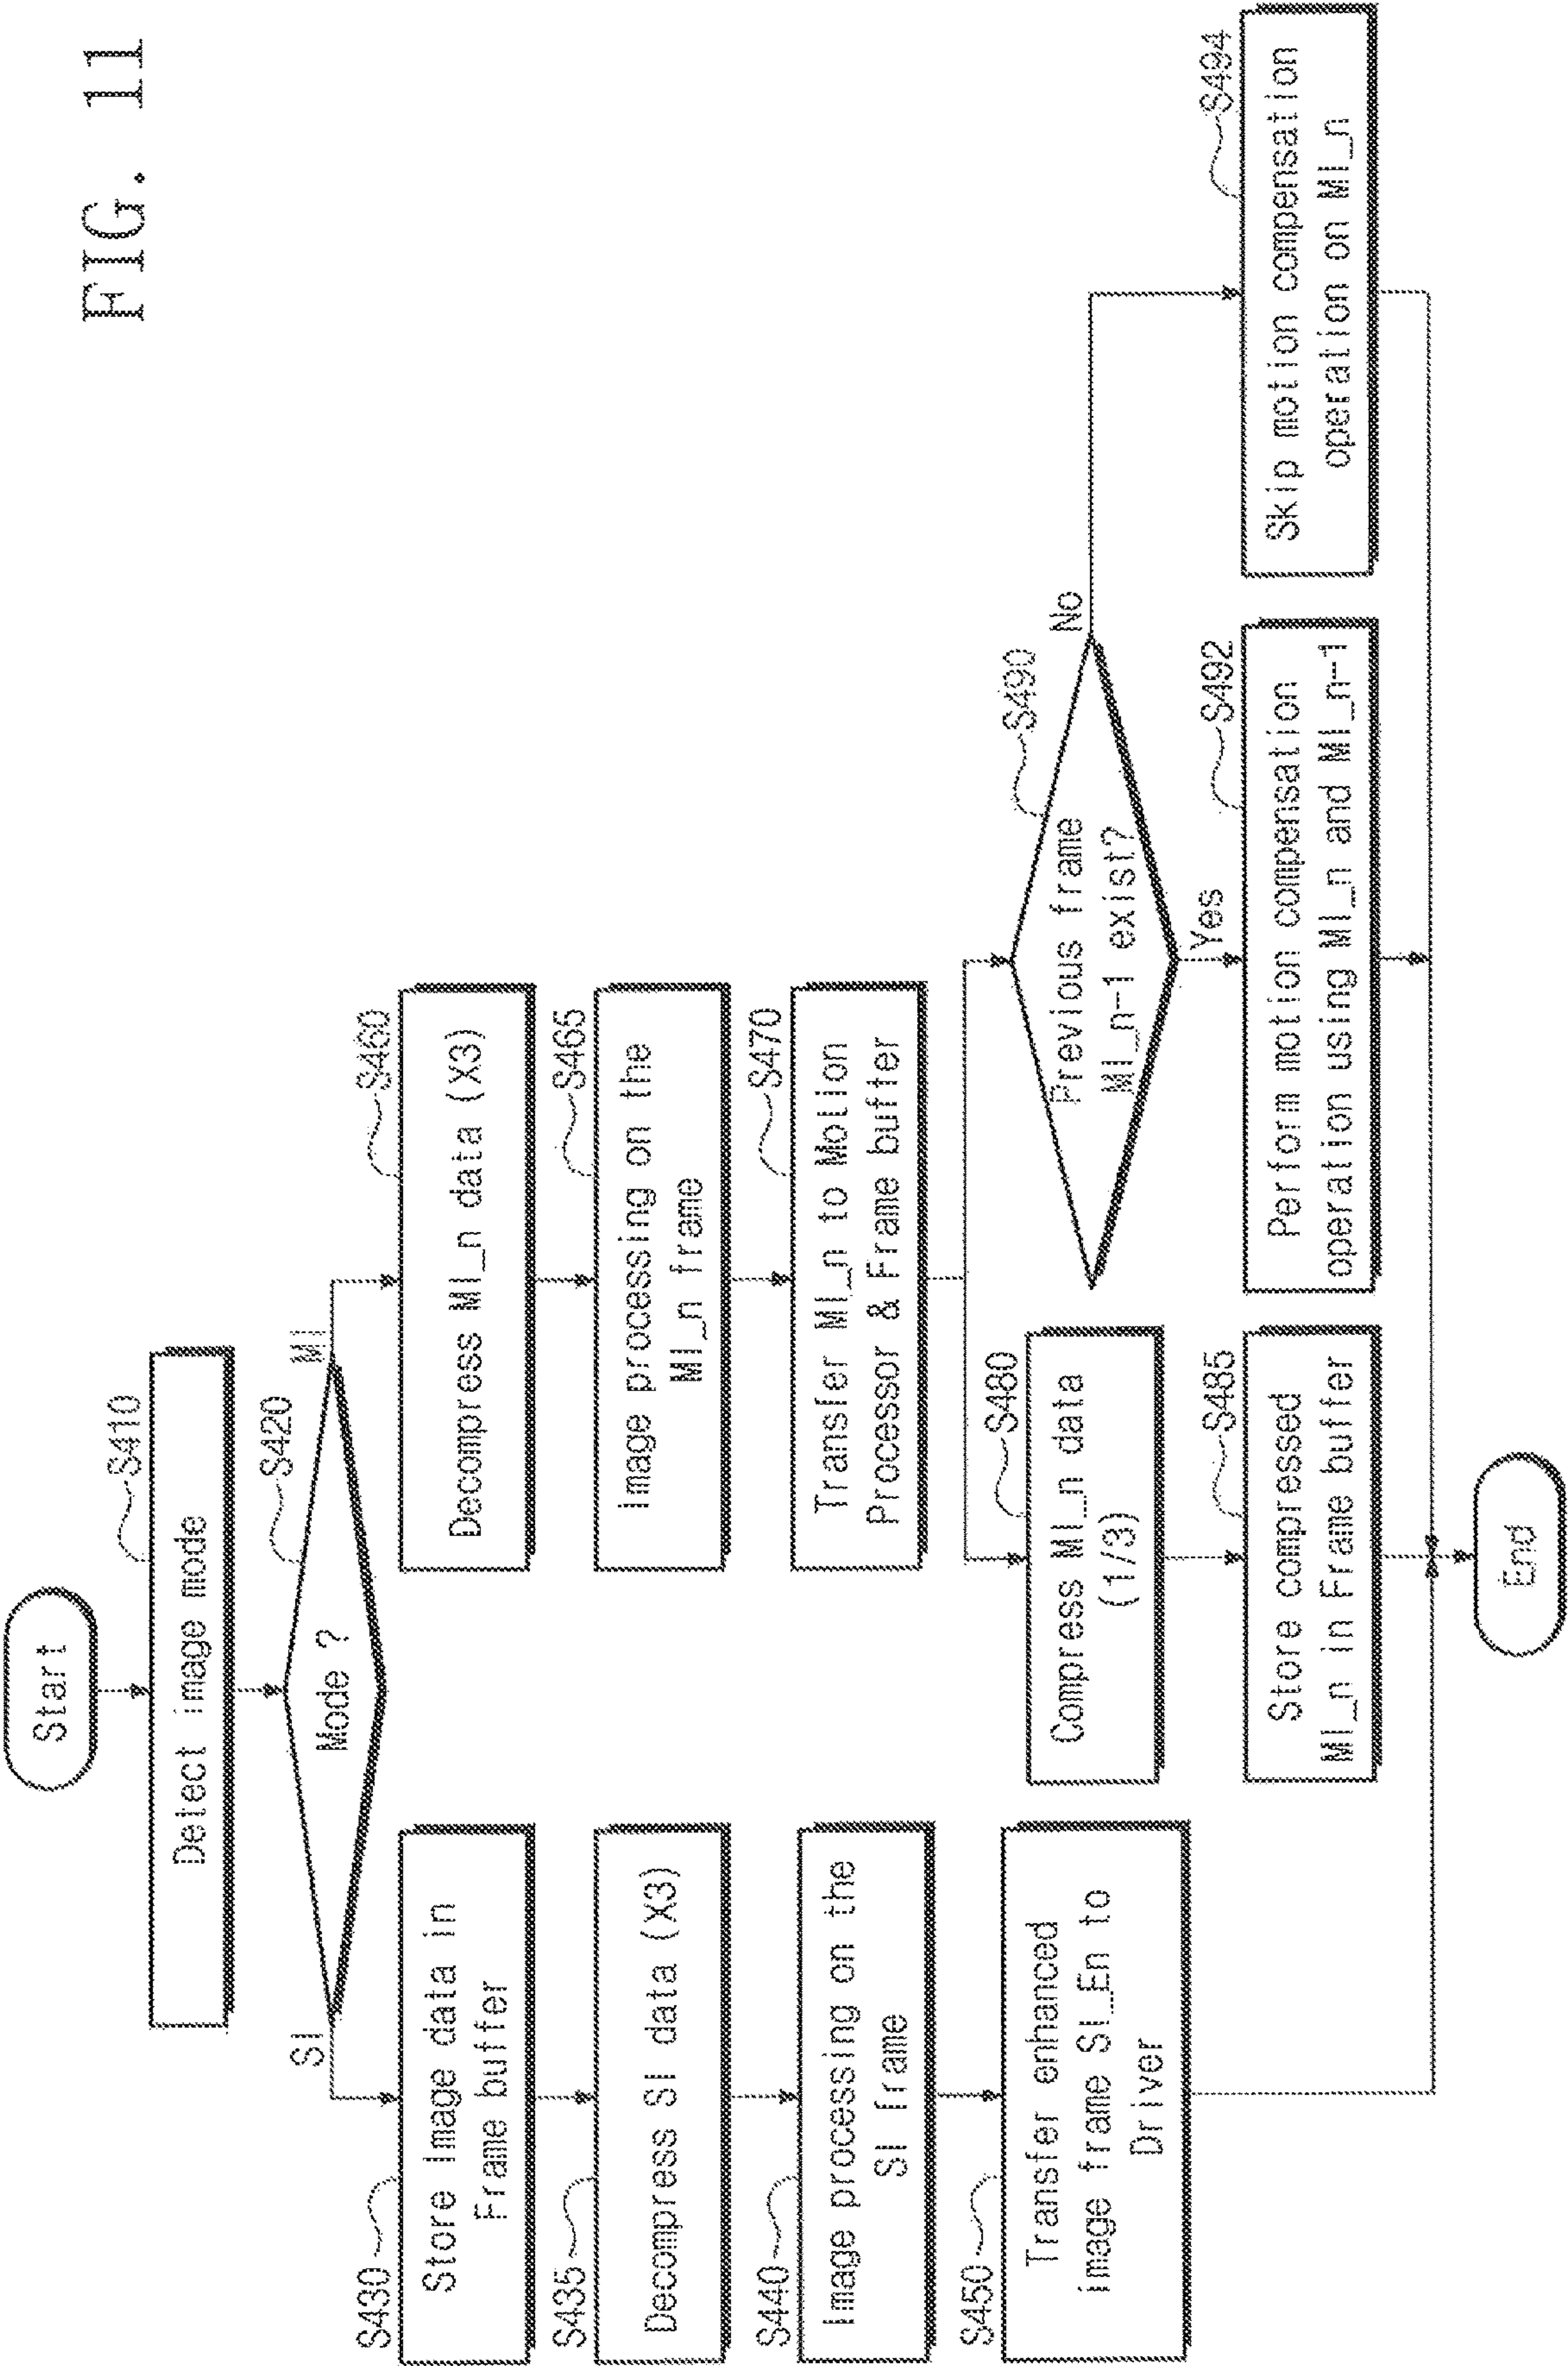 FIG. 11
Start
S410
Detect image mode
S420
Mode ?
SI
MI
S430
Store Image data in
Frame buffer
S435
Decompress SI data (X3)
S440
Image processing on the
SI frame
S450
Transfer enhanced
image frame SI_En to
Driver
S460
Decompress MI_n data (X3)
S465
Image processing on the
MI_n frame
S470
Transfer MI_n to Motion
Processor & Frame buffer
S480
Compress MI_n data
(1/3)
S485
Store compressed
MI_n in Frame buffer
S490
Previous frame
MI_n-1 exist?
No
Yes
S492
Perform motion compensation
operation using MI_n and MI_n-1
S494
Skip motion compensation
operation on MI_n
End